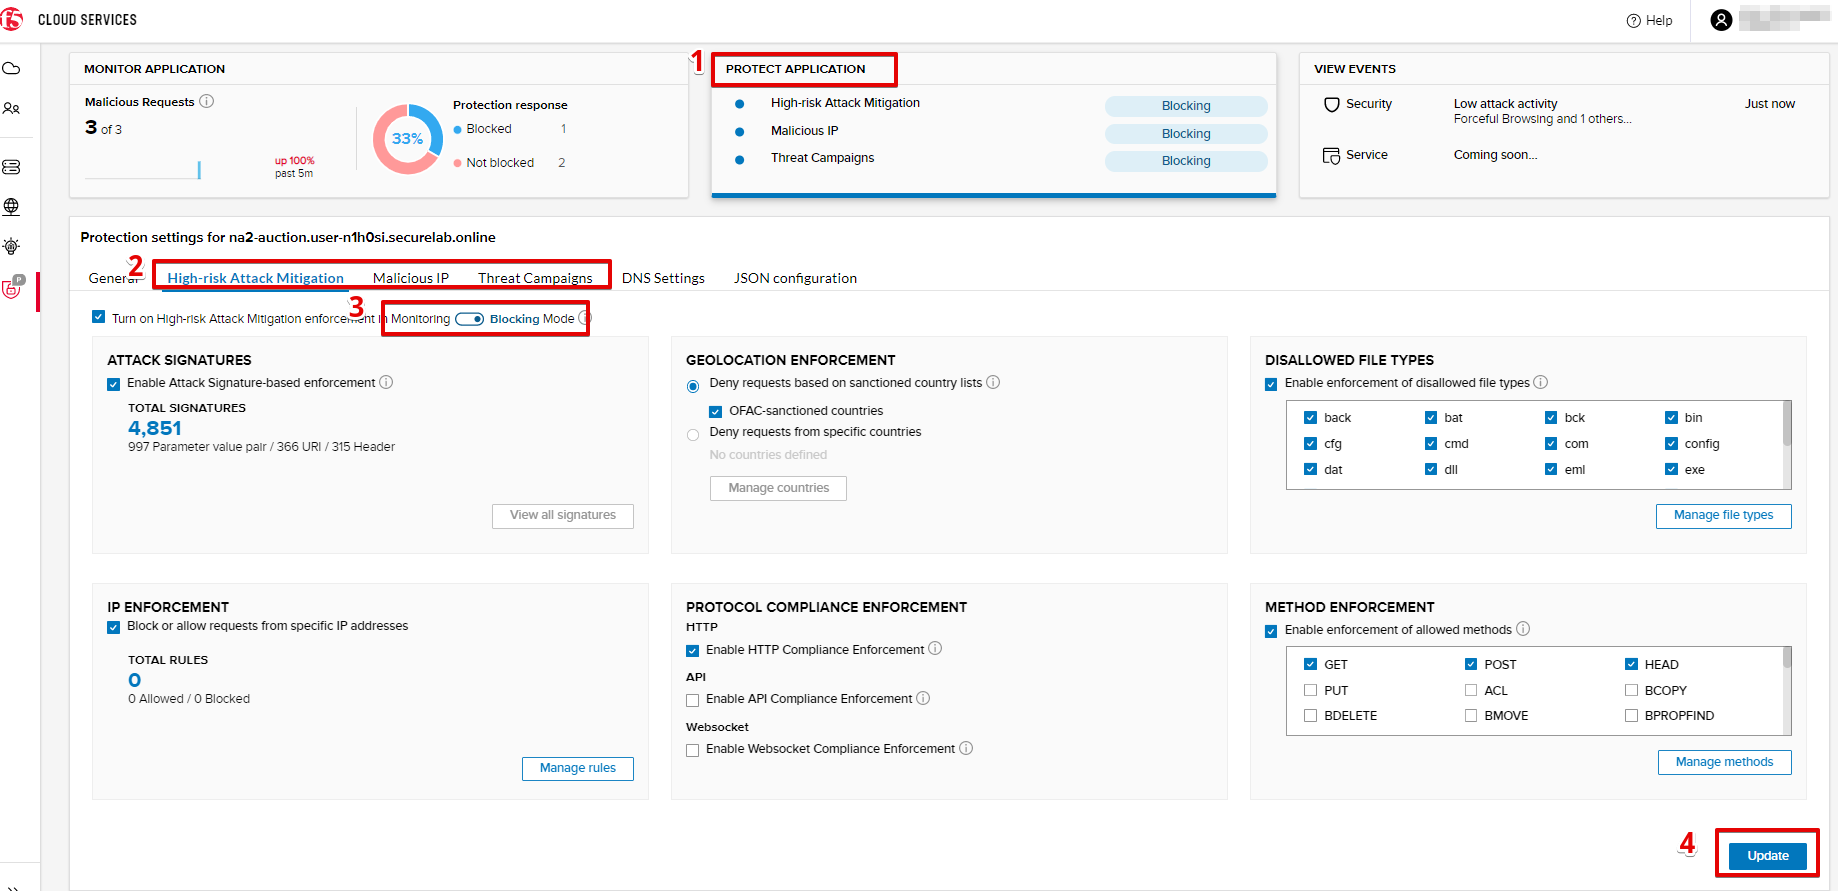 f5 CLOUD SERVICES
Help
MONITOR APPLICATION
Malicious Requests
3 of 3
up 100%
past 5m
33%
Protection response
Blocked 1
Not blocked 2
1
PROTECT APPLICATION
High-risk Attack Mitigation Blocking
Malicious IP Blocking
Threat Campaigns Blocking
VIEW EVENTS
Security Low attack activity Just now
Forceful Browsing and 1 others...
Service Coming soon...
P
Protection settings for na2-auction.user-n1h0si.securelab.online
2
General High-risk Attack Mitigation Malicious IP Threat Campaigns DNS Settings JSON configuration
3
Turn on High-risk Attack Mitigation enforcement in Monitoring Blocking Mode
ATTACK SIGNATURES
Enable Attack Signature-based enforcement
TOTAL SIGNATURES
4,851
997 Parameter value pair / 366 URI / 315 Header
View all signatures
GEOLOCATION ENFORCEMENT
Deny requests based on sanctioned country lists
OFAC-sanctioned countries
Deny requests from specific countries
No countries defined
Manage countries
DISALLOWED FILE TYPES
Enable enforcement of disallowed file types
back bat bck bin
cfg cmd com config
dat dll eml exe
Manage file types
IP ENFORCEMENT
Block or allow requests from specific IP addresses
TOTAL RULES
0
0 Allowed / 0 Blocked
Manage rules
PROTOCOL COMPLIANCE ENFORCEMENT
HTTP
Enable HTTP Compliance Enforcement
API
Enable API Compliance Enforcement
Websocket
Enable Websocket Compliance Enforcement
METHOD ENFORCEMENT
Enable enforcement of allowed methods
GET POST HEAD
PUT ACL BCOPY
BDELETE BMOVE BPROPFIND
Manage methods
4
Update